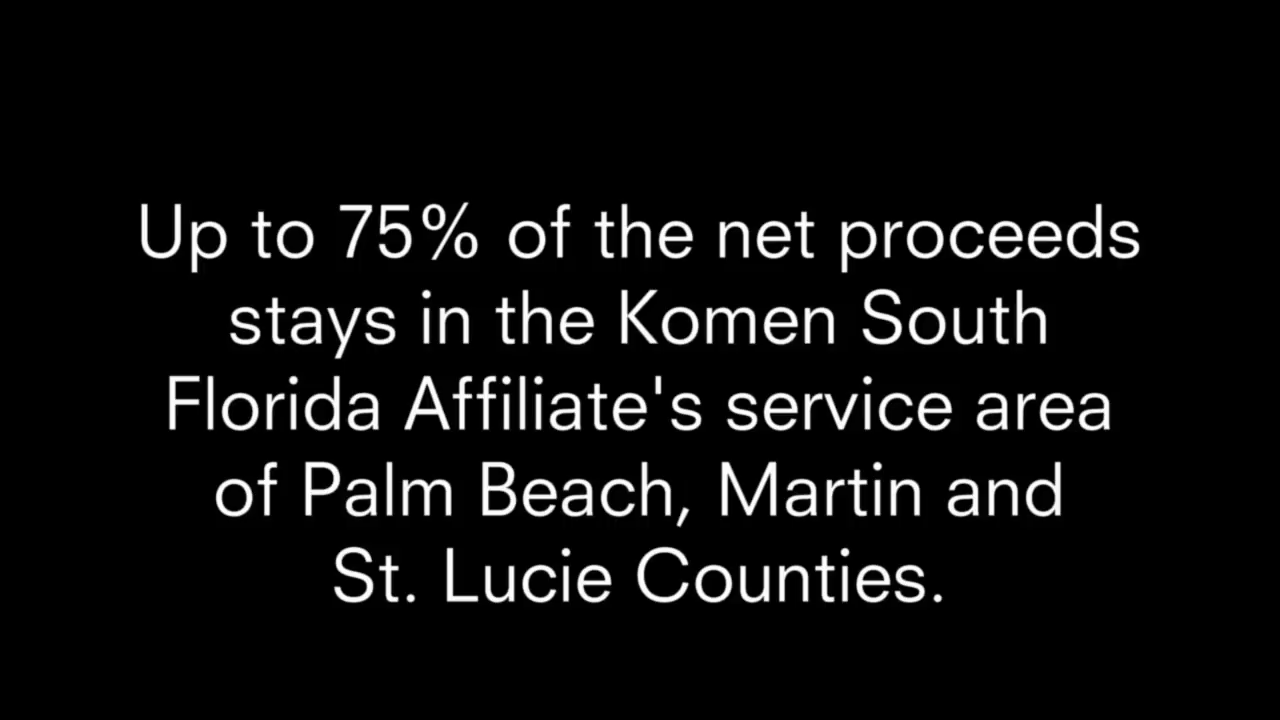 Up to 75% of the net proceeds
stays in the Komen South
Florida Affiliate's service area
of Palm Beach, Martin and
St. Lucie Counties.